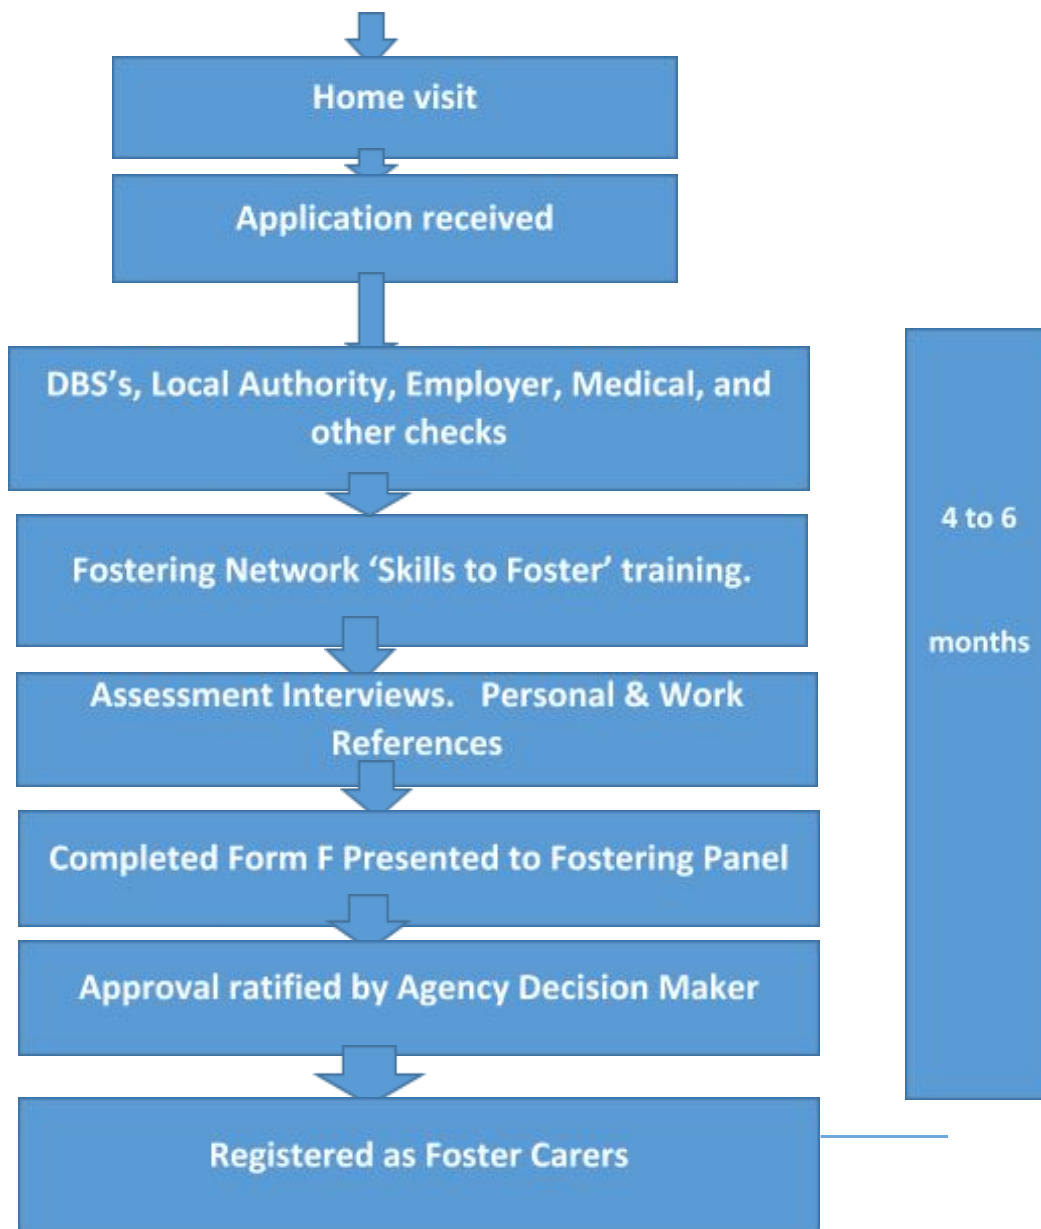 Home visit
Application received
DBS’s, Local Authority, Employer, Medical, and
other checks
Fostering Network ‘Skills to Foster’ training.
Assessment Interviews.   Personal & Work
References
Completed Form F Presented to Fostering Panel
Approval ratified by Agency Decision Maker
Registered as Foster Carers
4 to 6
months